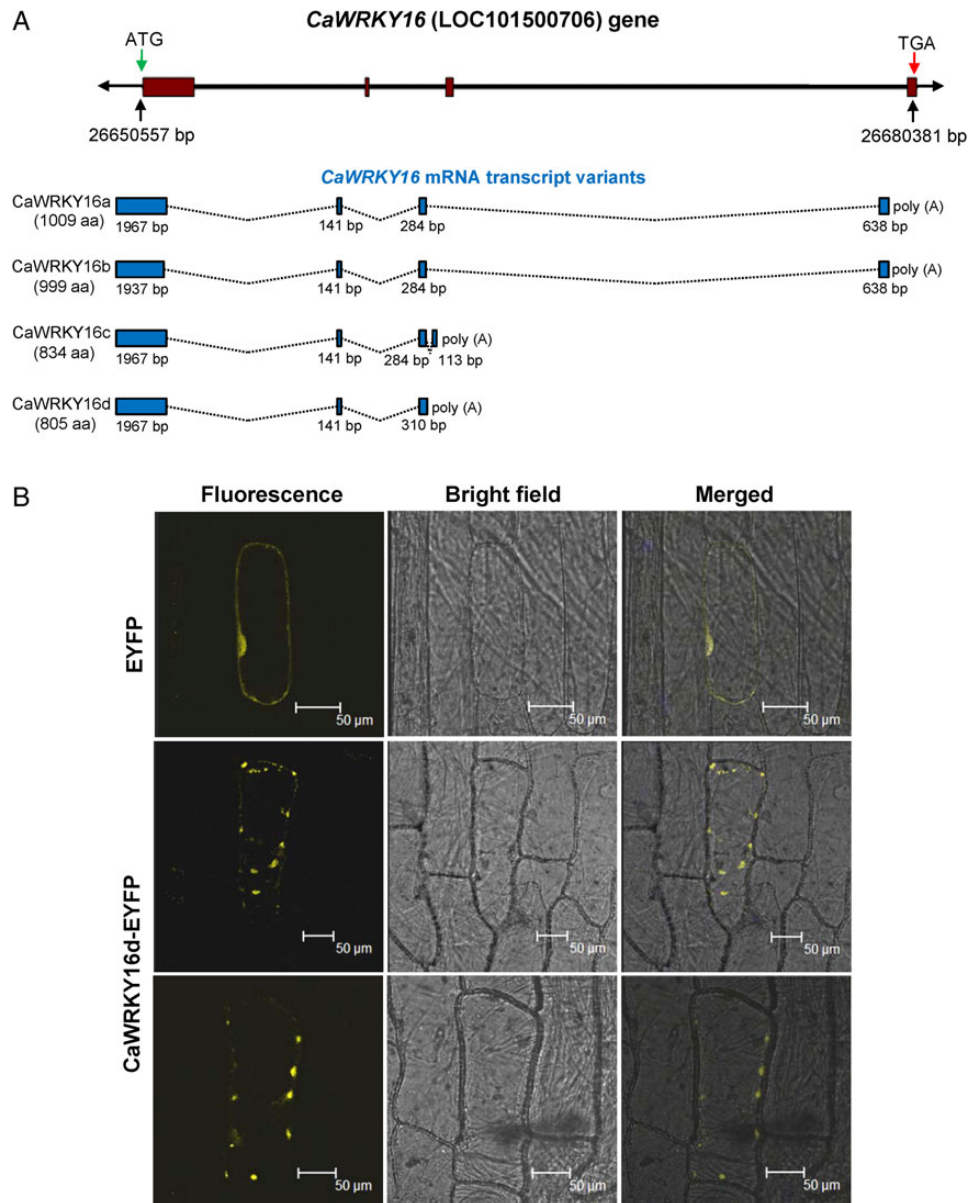 A
CaWRKY16 (LOC101500706) gene
ATG
TGA
26650557 bp
26680381 bp
CaWRKY16 mRNA transcript variants
CaWRKY16a
(1009 aa)
1967 bp
141 bp
284 bp
638 bp
poly (A)
CaWRKY16b
(999 aa)
1937 bp
141 bp
284 bp
638 bp
poly (A)
CaWRKY16c
(834 aa)
1967 bp
141 bp
284 bp
113 bp
poly (A)
CaWRKY16d
(805 aa)
1967 bp
141 bp
310 bp
poly (A)
B
Fluorescence
Bright field
Merged
EYFP
50 µm
50 µm
50 µm
CaWRKY16d-EYFP
50 µm
50 µm
50 µm
50 µm
50 µm
50 µm